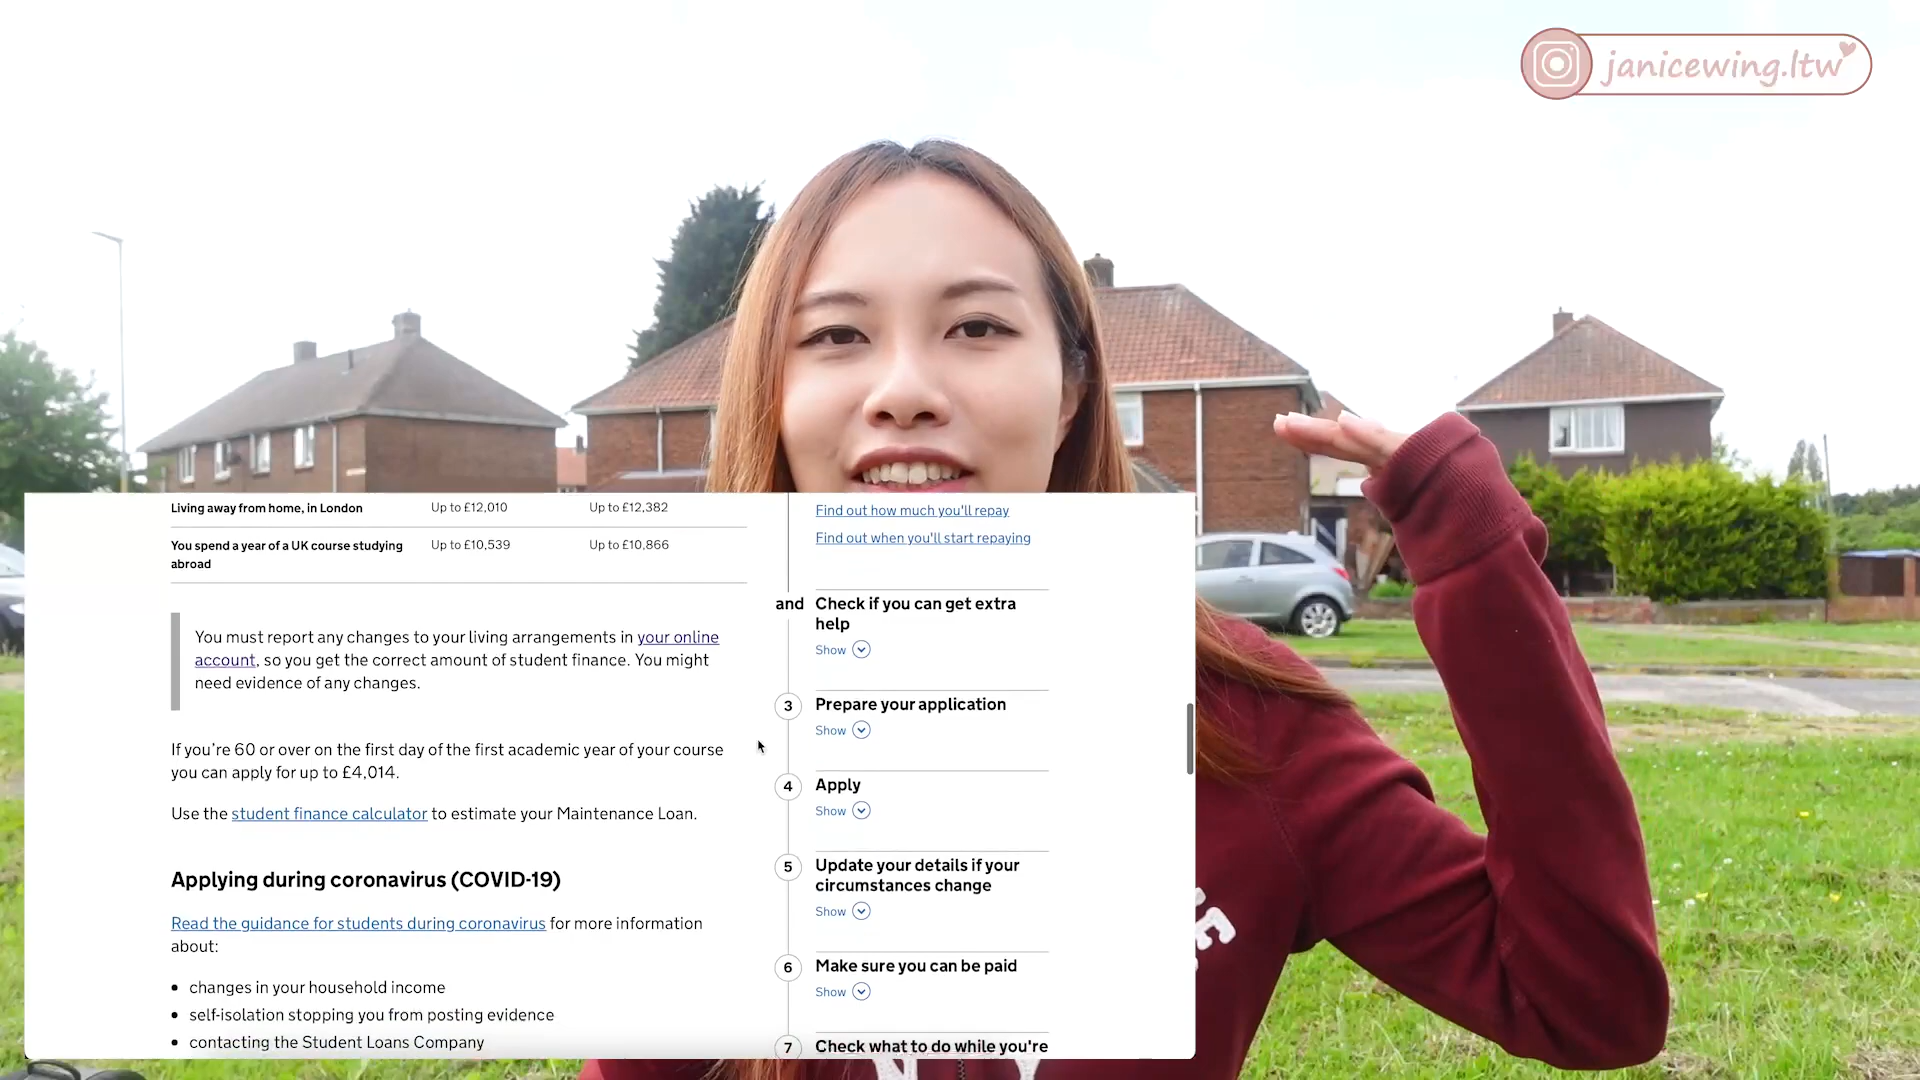 janicewing.ltw
Living away from home, in London Up to £12,010 Up to £12,382
You spend a year of a UK course studying Up to £10,539 Up to £10,866
abroad
You must report any changes to your living arrangements in your online
account, so you get the correct amount of student finance. You might
need evidence of any changes.
If you're 60 or over on the first day of the first academic year of your course
you can apply for up to £4,014.
Use the student finance calculator to estimate your Maintenance Loan.
Applying during coronavirus (COVID-19)
Read the guidance for students during coronavirus for more information
about:
• changes in your household income
• self-isolation stopping you from posting evidence
• contacting the Student Loans Company
Find out how much you'll repay
Find out when you'll start repaying
and Check if you can get extra
help
Show
3 Prepare your application
Show
4 Apply
Show
5 Update your details if your
circumstances change
Show
6 Make sure you can be paid
Show
7 Check what to do while you're